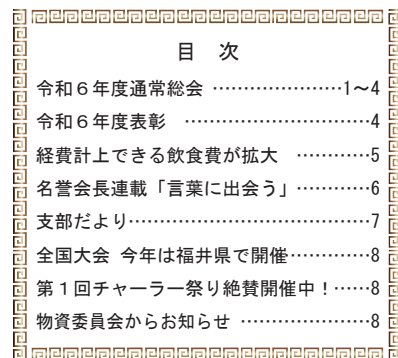 目 次
令和６年度通常総会 …………………1～4
令和６年度表彰 …………………………4
経費計上できる飲食費が拡大 …………5
名誉会長連載「言葉に出会う」…………6
支部だより…………………………………7
全国大会 今年は福井県で開催……………8
第１回チャーラー祭り絶賛開催中！……8
物資委員会からお知らせ …………………8